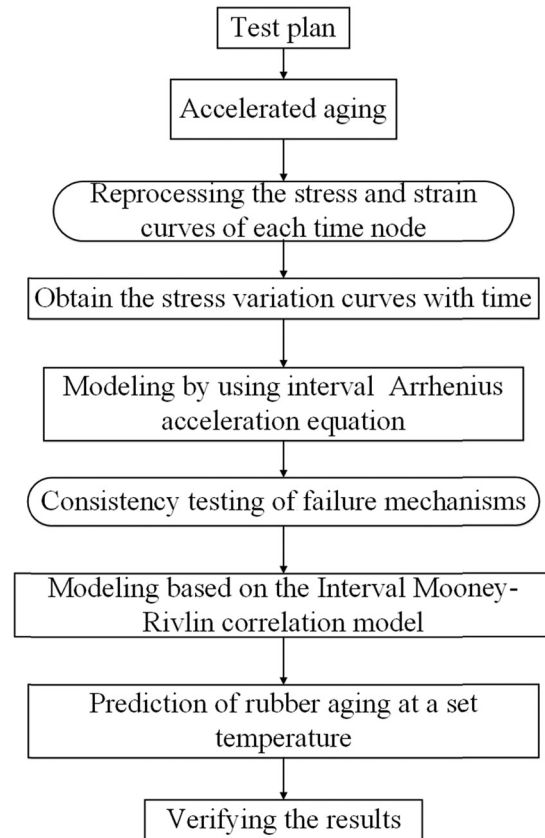 Test plan
Accelerated aging
Reprocessing the stress and strain
curves of each time node
Obtain the stress variation curves with time
Modeling by using interval Arrhenius
acceleration equation
Consistency testing of failure mechanisms
Modeling based on the Interval Mooney-
Rivlin correlation model
Prediction of rubber aging at a set
temperature
Verifying the results